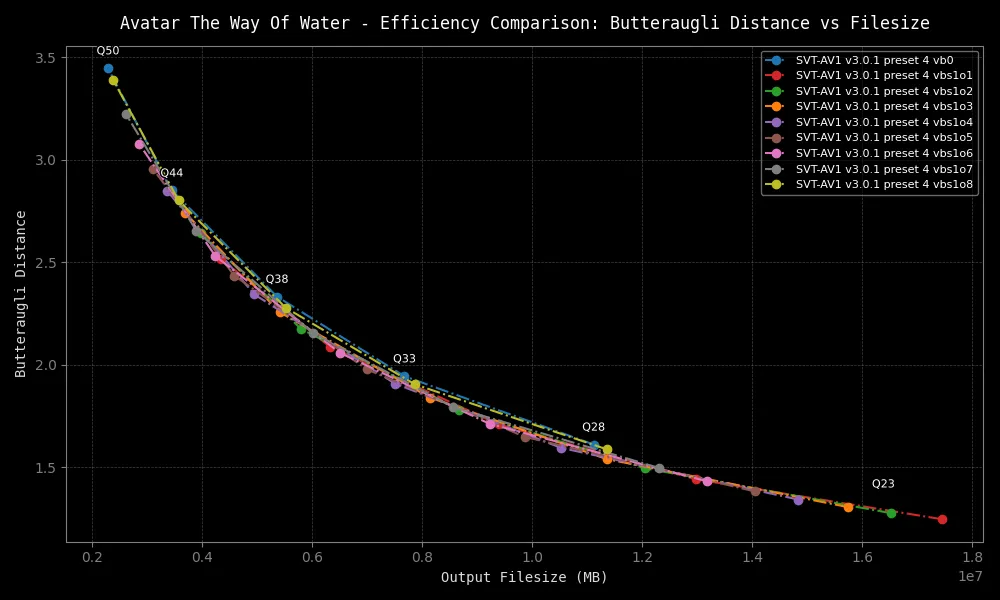 Avatar The Way Of Water - Efficiency Comparison: Butteraugli Distance vs Filesize
Q50
Q44
Q38
Q33
Q28
Q23
SVT-AV1 v3.0.1 preset 4 vb0
SVT-AV1 v3.0.1 preset 4 vbs1o1
SVT-AV1 v3.0.1 preset 4 vbs1o2
SVT-AV1 v3.0.1 preset 4 vbs1o3
SVT-AV1 v3.0.1 preset 4 vbs1o4
SVT-AV1 v3.0.1 preset 4 vbs1o5
SVT-AV1 v3.0.1 preset 4 vbs1o6
SVT-AV1 v3.0.1 preset 4 vbs1o7
SVT-AV1 v3.0.1 preset 4 vbs1o8
Butteraugli Distance
3.5
3.0
2.5
2.0
1.5
0.2 0.4 0.6 0.8 1.0 1.2 1.4 1.6 1.8
1e7
Output Filesize (MB)